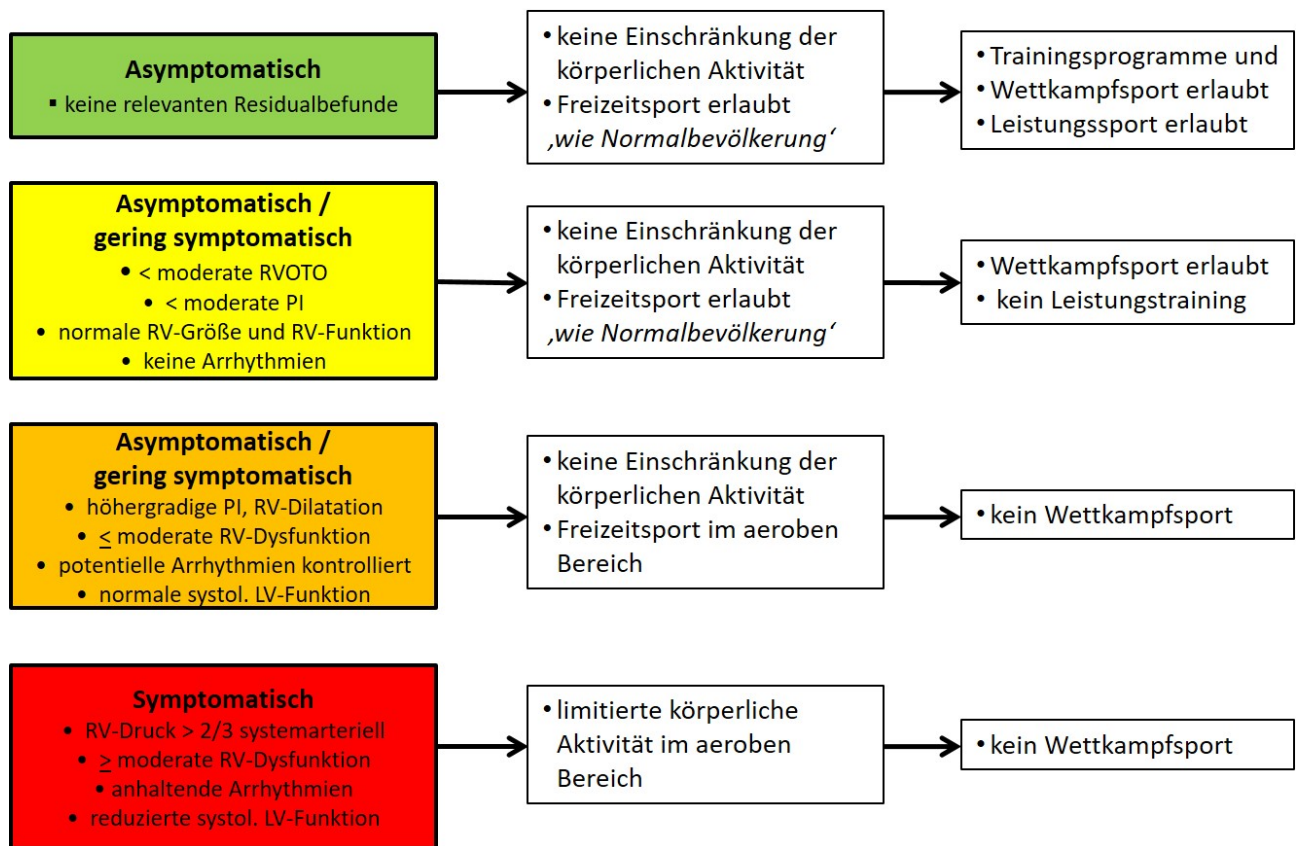 Asymptomatisch
▪ keine relevanten Residualbefunde
• keine Einschränkung der
körperlichen Aktivität
• Freizeitsport erlaubt
‚wie Normalbevölkerung‘
• Trainingsprogramme und
• Wettkampfsport erlaubt
• Leistungssport erlaubt
Asymptomatisch /
gering symptomatisch
• < moderate RVOTO
• < moderate PI
• normale RV-Größe und RV-Funktion
• keine Arrhythmien
• keine Einschränkung der
körperlichen Aktivität
• Freizeitsport erlaubt
‚wie Normalbevölkerung‘
• Wettkampfsport erlaubt
• kein Leistungstraining
Asymptomatisch /
gering symptomatisch
• höhergradige PI, RV-Dilatation
• ≤ moderate RV-Dysfunktion
• potentielle Arrhythmien kontrolliert
• normale systol. LV-Funktion
• keine Einschränkung der
körperlichen Aktivität
• Freizeitsport im aeroben
Bereich
• kein Wettkampfsport
Symptomatisch
• RV-Druck > 2/3 systemarteriell
• ≥ moderate RV-Dysfunktion
• anhaltende Arrhythmien
• reduzierte systol. LV-Funktion
• limitierte körperliche
Aktivität im aeroben
Bereich
• kein Wettkampfsport